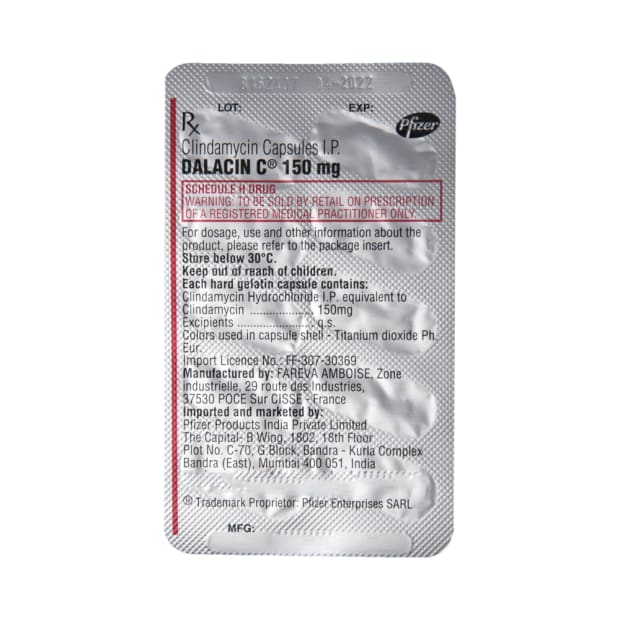 04-2022
LOT: EXP:
Rx
Pfizer
Clindamycin Capsules I.P.
DALACIN C® 150 mg
SCHEDULE H DRUG
WARNING: TO BE SOLD BY RETAIL ON PRESCRIPTION
OF A REGISTERED MEDICAL PRACTITIONER ONLY.
For dosage, use and other information about the
product, please refer to the package insert.
Store below 30°C.
Keep out of reach of children.
Each hard gelatin capsule contains:
Clindamycin Hydrochloride I.P. equivalent to
Clindamycin ................... 150mg
Excipients ....................... q.s.
Colors used in capsule shell - Titanium dioxide Ph.
Eur.
Import Licence No.: FF-307-30369
Manufactured by: FAREVA AMBOISE, Zone
industrielle, 29 route des Industries,
37530 POCE Sur CISSE - France
Imported and marketed by:
Pfizer Products India Private Limited
The Capital- B Wing, 1802, 18th Floor
Plot No. C-70, G Block, Bandra - Kurla Complex
Bandra (East), Mumbai 400 051, India
® Trademark Proprietor: Pfizer Enterprises SARL
MFG: